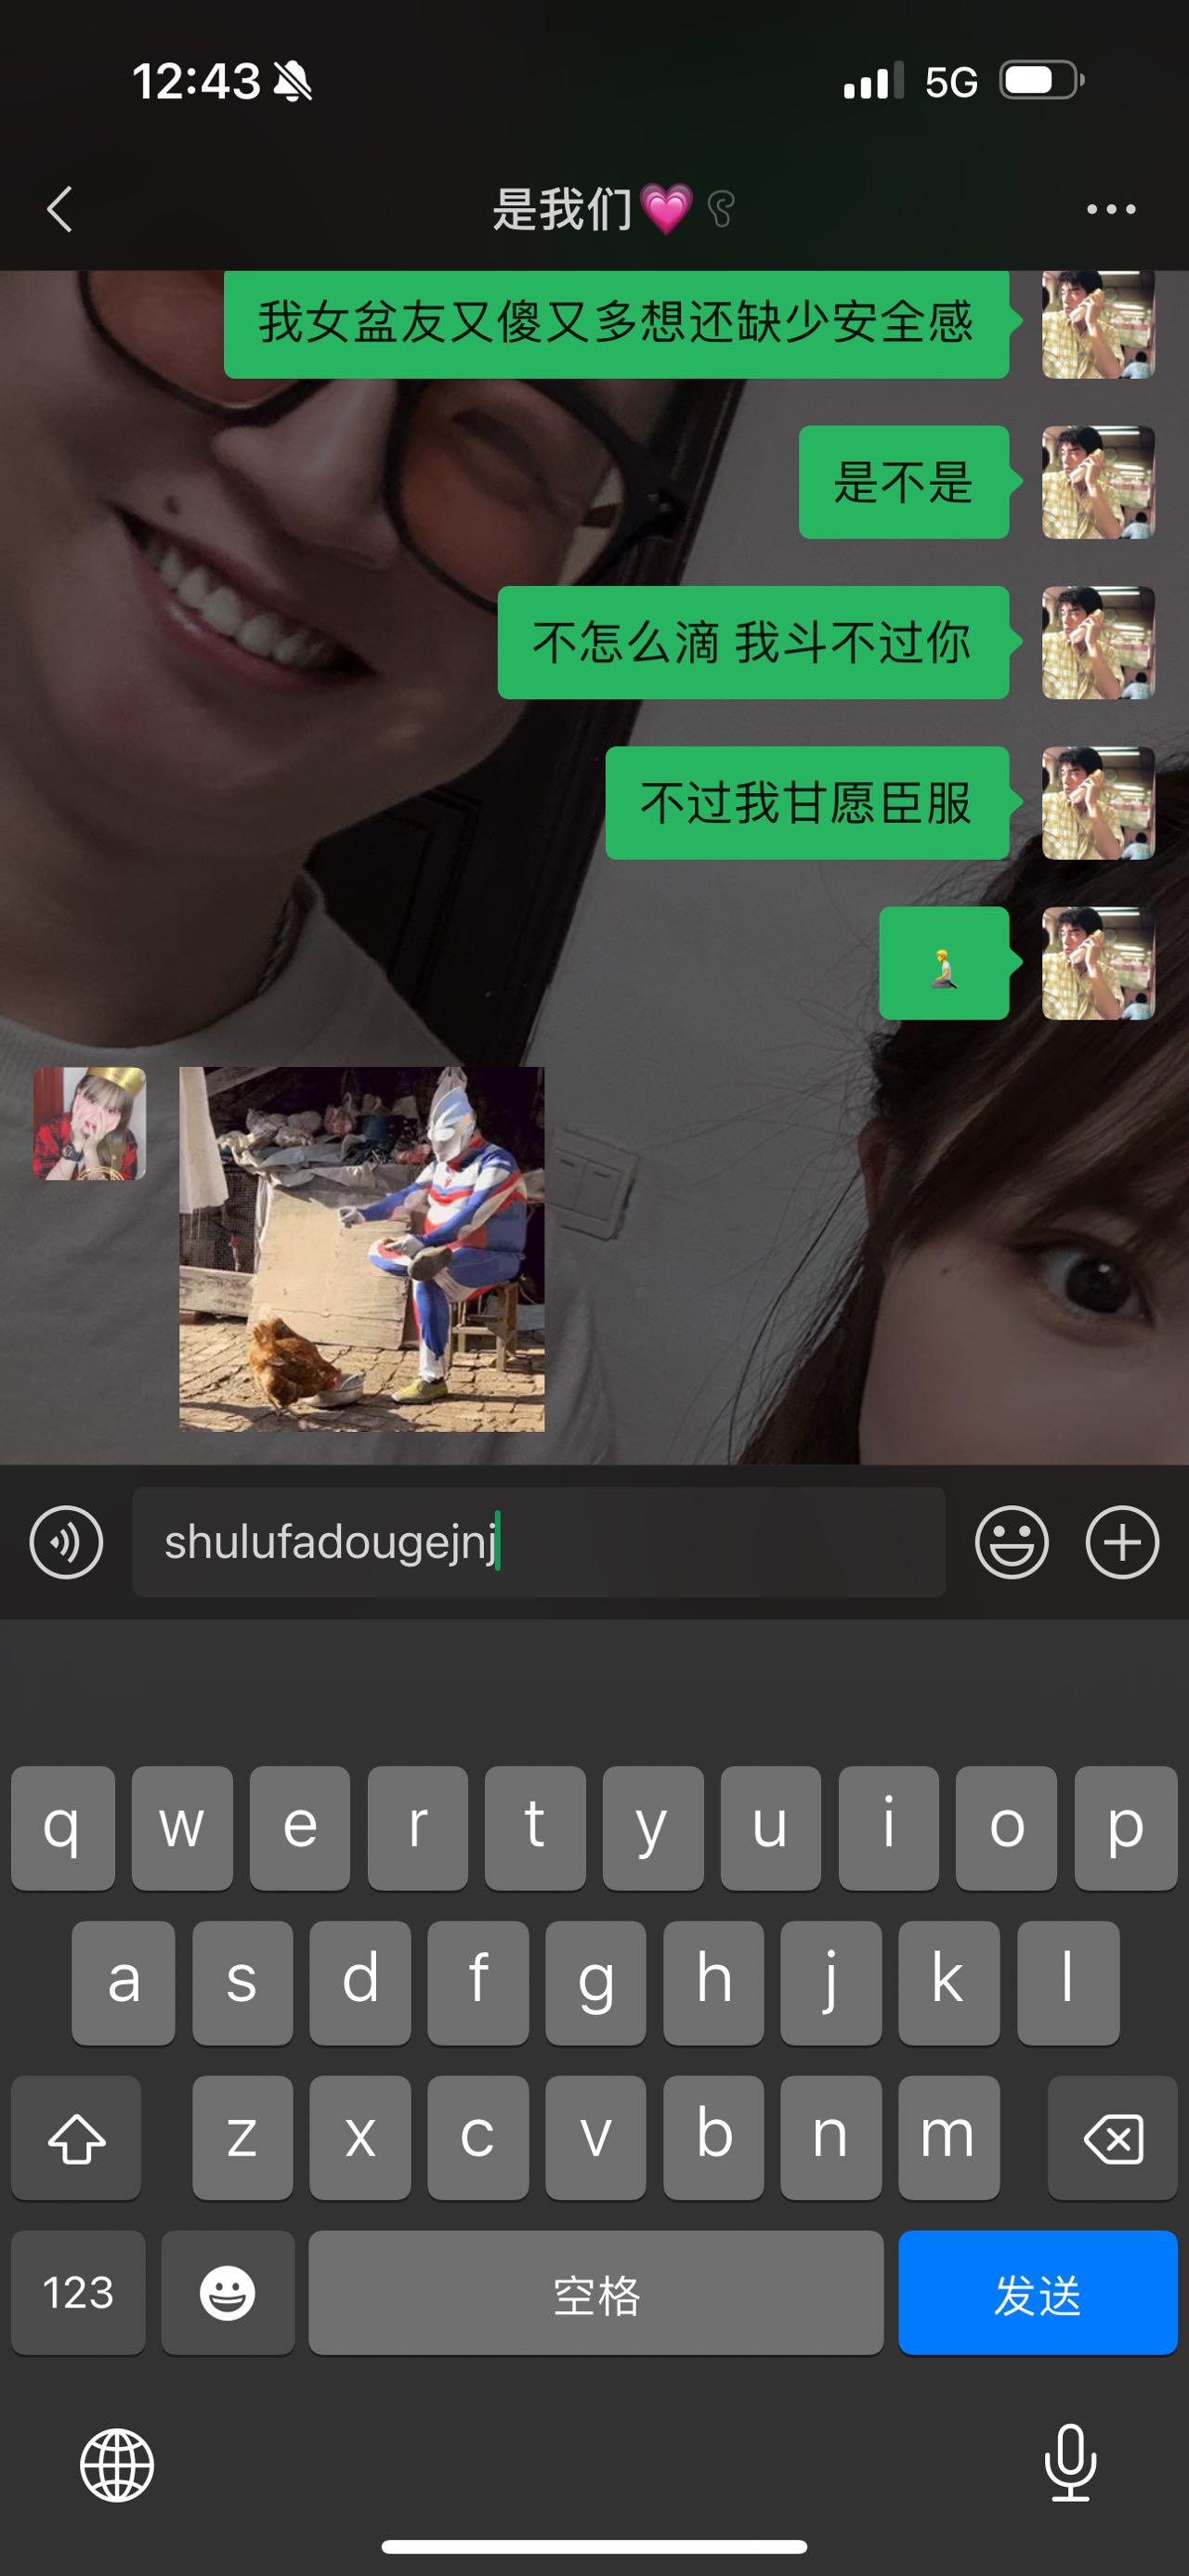 12:43
5G
是我们💗
我女盆友又傻又多想还缺少安全感
是不是
不怎么滴 我斗不过你
不过我甘愿臣服
🧎
shulufadougejnj
q w e r t y u i o p
a s d f g h j k l
z x c v b n m
123 空格 发送